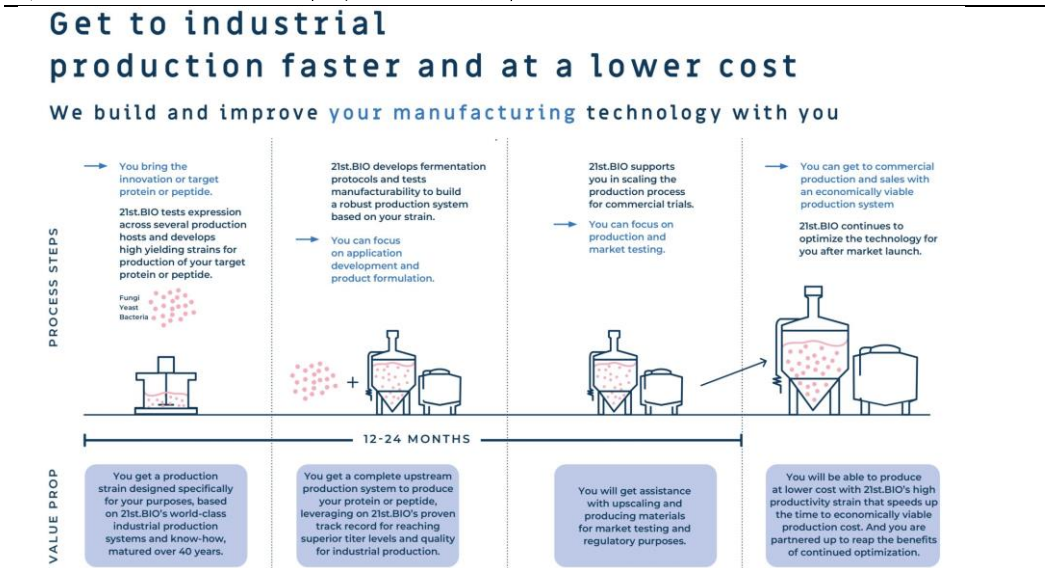 Get to industrial
production faster and at a lower cost
We build and improve your manufacturing technology with you
PROCESS STEPS
You bring the
innovation or target
protein or peptide.
21st.BIO tests expression
across several production
hosts and develops
high yielding strains for
production of your target
protein or peptide.
Fungi
Yeast
Bacteria
21st.BIO develops fermentation
protocols and tests
manufacturability to build
a robust production system
based on your strain.
You can focus
on application
development and
product formulation.
21st.BIO supports
you in scaling the
production process
for commercial trials.
You can focus on
production and
market testing.
You can get to commercial
production and sales with
an economically viable
production system
21st.BIO continues to
optimize the technology for
you after market launch.
+
12-24 MONTHS
VALUE PROP
You get a production
strain designed specifically
for your purposes, based
on 21st.BIO's world-class
industrial production
systems and know-how,
matured over 40 years.
You get a complete upstream
production system to produce
your protein or peptide,
leveraging on 21st.BIO's proven
track record for reaching
superior titer levels and quality
for industrial production.
You will get assistance
with upscaling and
producing materials
for market testing and
regulatory purposes.
You will be able to produce
at lower cost with 21st.BIO's high
productivity strain that speeds up
the time to economically viable
production cost. And you are
partnered up to reap the benefits
of continued optimization.